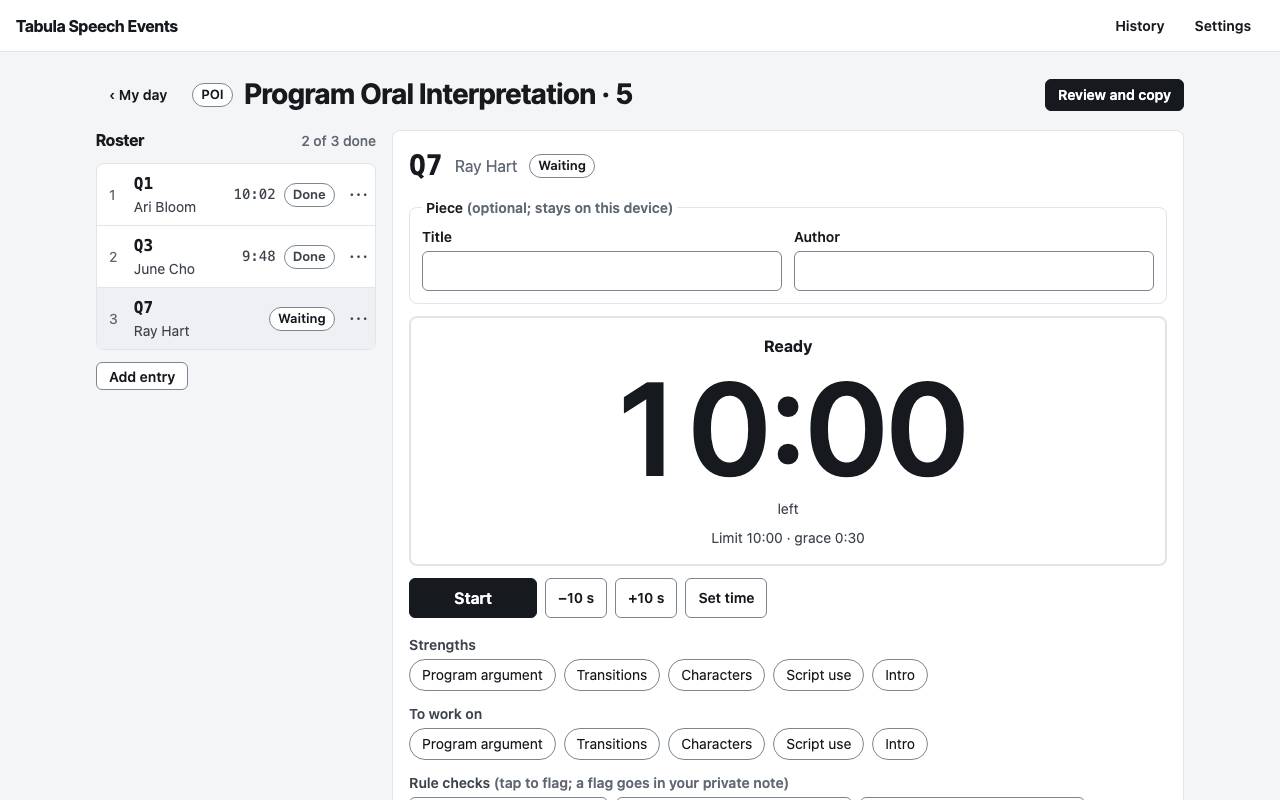 Tabula Speech Events
History
Settings
‹ My day
POI
Program Oral Interpretation · 5
Review and copy
Roster
2 of 3 done
1
Q1
Ari Bloom
10:02
Done
···
2
Q3
June Cho
9:48
Done
···
3
Q7
Ray Hart
Waiting
···
Add entry
Q7
Ray Hart
Waiting
Piece (optional; stays on this device)
Title
Author
Ready
10:00
left
Limit 10:00 · grace 0:30
Start
−10 s
+10 s
Set time
Strengths
Program argument
Transitions
Characters
Script use
Intro
To work on
Program argument
Transitions
Characters
Script use
Intro
Rule checks (tap to flag; a flag goes in your private note)